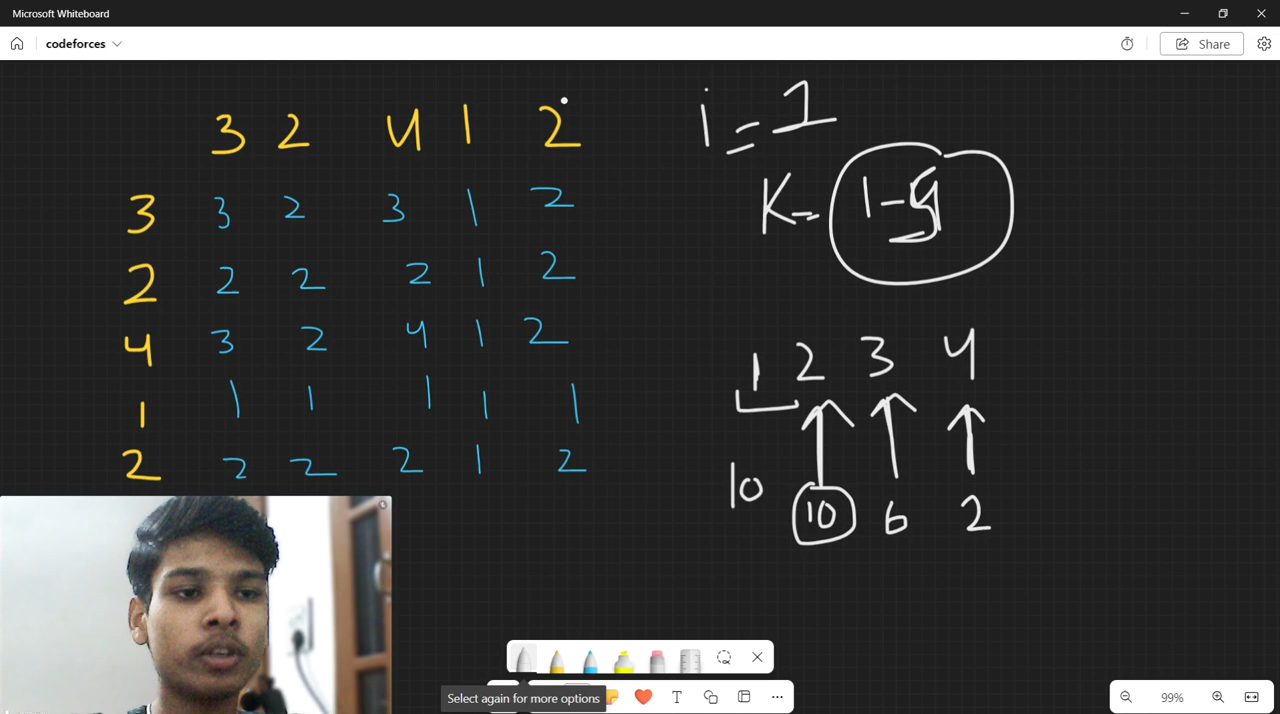 Microsoft Whiteboard
codeforces
Share
3 2 4 1 2
3 3 2 3 1 2
2 2 2 2 1 2
4 3 2 4 1 2
1 1 1 1 1 1
2 2 2 2 1 2
i = 1
K =
1 2 3 4
10 10 6 2
Select again for more options
T
99%